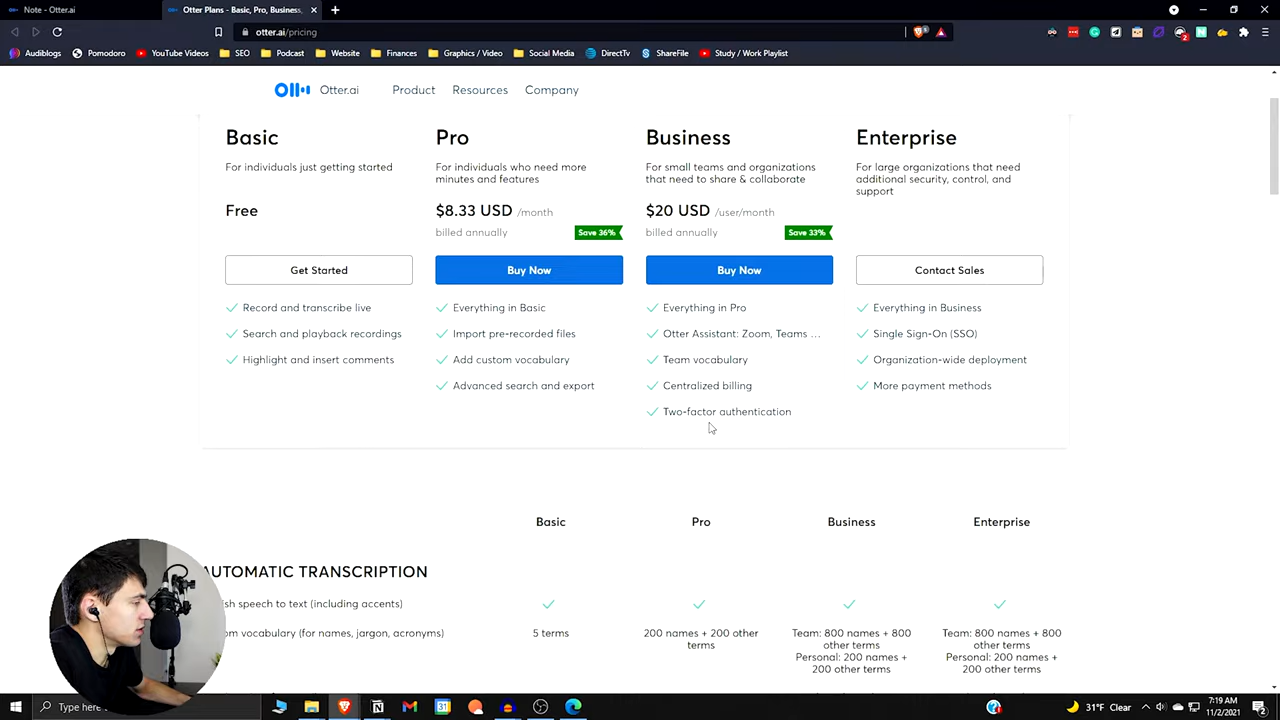 Note - Otter.ai
Otter Plans - Basic, Pro, Business,
otter.ai/pricing
Audiblogs
Pomodoro
YouTube Videos
SEO
Podcast
Website
Finances
Graphics / Video
Social Media
DirectTv
ShareFile
Study / Work Playlist
Otter.ai
Product
Resources
Company
Basic
For individuals just getting started
Free
Get Started
Record and transcribe live
Search and playback recordings
Highlight and insert comments
Pro
For individuals who need more
minutes and features
$8.33 USD /month
billed annually
Save 36%
Buy Now
Everything in Basic
Import pre-recorded files
Add custom vocabulary
Advanced search and export
Business
For small teams and organizations
that need to share & collaborate
$20 USD /user/month
billed annually
Save 33%
Buy Now
Everything in Pro
Otter Assistant: Zoom, Teams ...
Team vocabulary
Centralized billing
Two-factor authentication
Enterprise
For large organizations that need
additional security, control, and
support
Contact Sales
Everything in Business
Single Sign-On (SSO)
Organization-wide deployment
More payment methods
Basic
Pro
Business
Enterprise
AUTOMATIC TRANSCRIPTION
speech to text (including accents)
vocabulary (for names, jargon, acronyms)
5 terms
200 names + 200 other
terms
Team: 800 names + 800
other terms
Personal: 200 names +
200 other terms
Team: 800 names + 800
other terms
Personal: 200 names +
200 other terms
Type here
31°F Clear
7:19 AM
11/2/2021